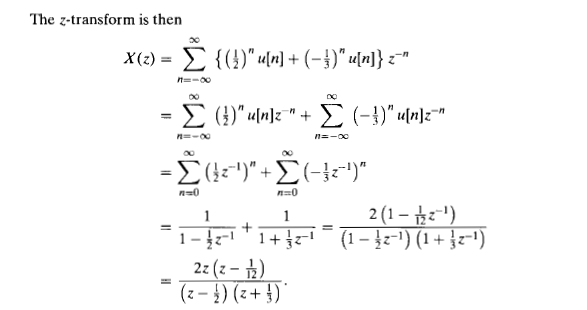 The z-transform is then
X(z) = ∑_{n=−∞}^{∞} {(1/2)^n u[n] + (−1/3)^n u[n]} z^{−n}
= ∑_{n=−∞}^{∞} (1/2)^n u[n]z^{−n} + ∑_{n=−∞}^{∞} (−1/3)^n u[n]z^{−n}
= ∑_{n=0}^{∞} (1/2 z^{−1})^n + ∑_{n=0}^{∞} (−1/3 z^{−1})^n
= 1/(1 − 1/2 z^{−1}) + 1/(1 + 1/3 z^{−1}) = 2(1 − 1/12 z^{−1})/((1 − 1/2 z^{−1})(1 + 1/3 z^{−1}))
= 2z(z − 1/12)/((z − 1/2)(z + 1/3)).